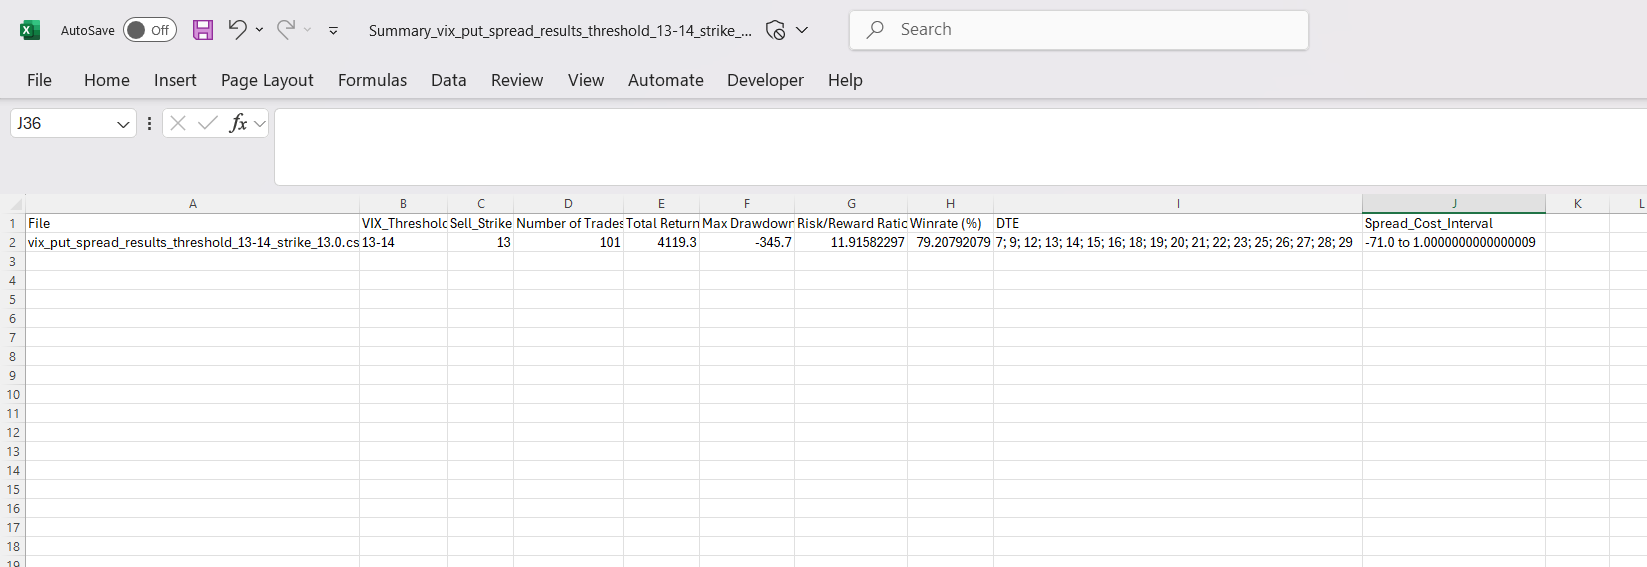 AutoSave Off Summary_vix_put_spread_results_threshold_13-14_strike_... Search
File Home Insert Page Layout Formulas Data Review View Automate Developer Help
J36 fx
A B C D E F G H I J K L
1 File VIX_Threshold Sell_Strike Number of Trades Total Return Max Drawdown Risk/Reward Ratio Winrate (%) DTE Spread_Cost_Interval
2 vix_put_spread_results_threshold_13-14_strike_13.0.cs 13-14 13 101 4119.3 -345.7 11.91582297 79.20792079 7; 9; 12; 13; 14; 15; 16; 18; 19; 20; 21; 22; 23; 25; 26; 27; 28; 29 -71.0 to 1.0000000000000009
3
4
5
6
7
8
9
10
11
12
13
14
15
16
17
18
19